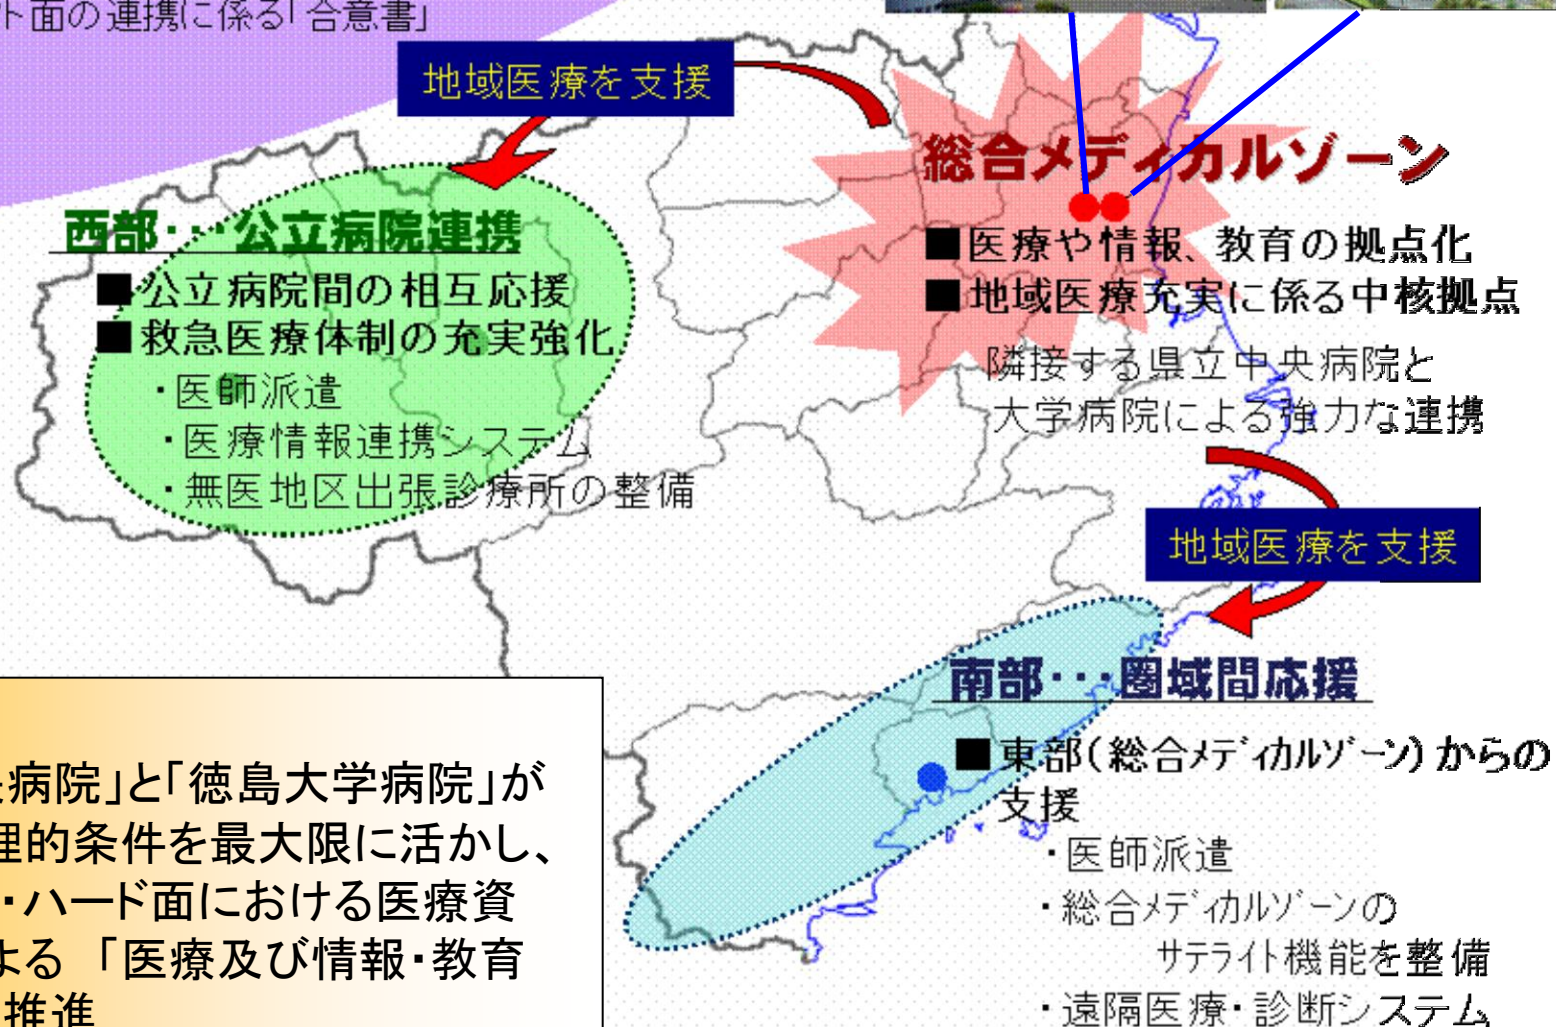 ト面の連携に係る「合意書」
地域医療を支援
総合メディカルゾーン
■医療や情報、教育の拠点化
■地域医療充実に係る中核拠点
隣接する県立中央病院と
大学病院による強力な連携
西部・・・公立病院連携
■公立病院間の相互応援
■救急医療体制の充実強化
・医師派遣
・医療情報連携システム
・無医地区出張診療所の整備
地域医療を支援
南部・・・圏域間応援
■東部(総合メディカルゾーン)からの
支援
・医師派遣
・総合メディカルゾーンの
サテライト機能を整備
・遠隔医療・診断システム
病院」と「徳島大学病院」が
理的条件を最大限に活かし、
・ハード面における医療資
よる 「医療及び情報・教育
推進